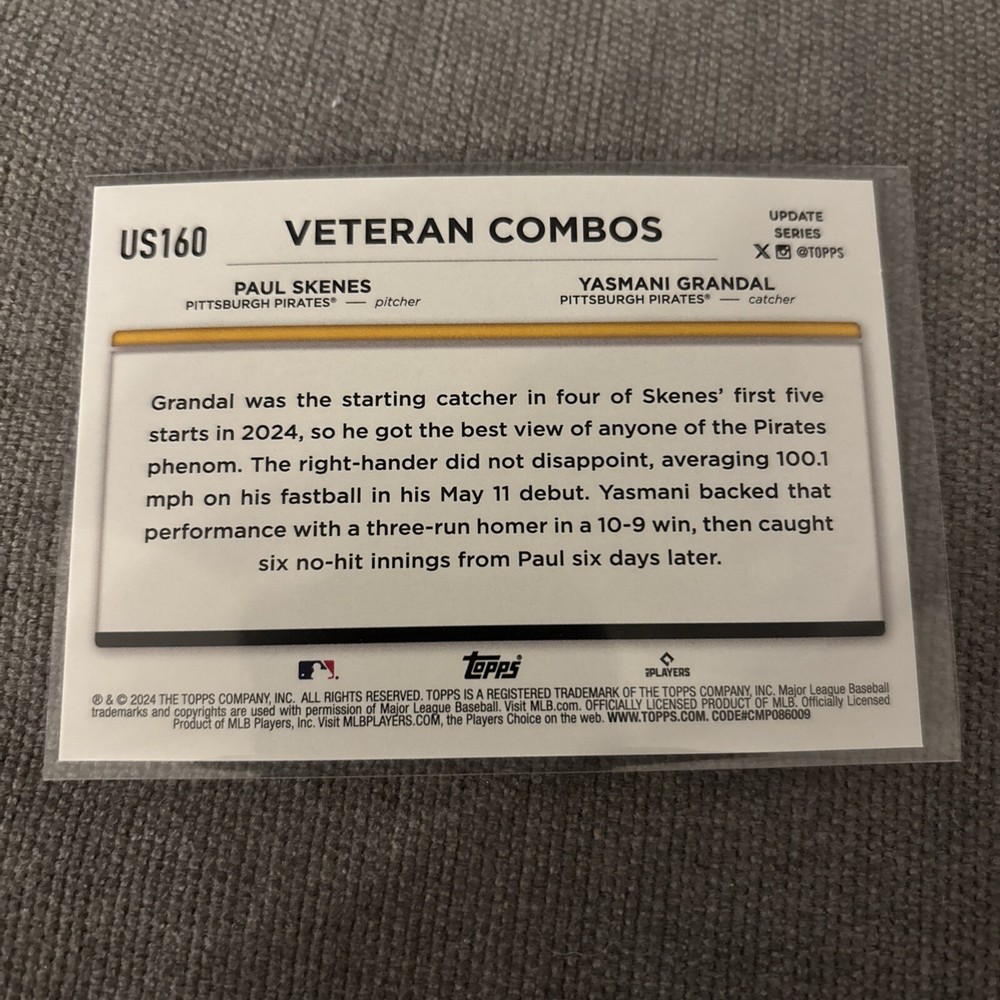 US160
VETERAN COMBOS
UPDATE
SERIES
X @TOPPS
PAUL SKENES
PITTSBURGH PIRATES® — pitcher
YASMANI GRANDAL
PITTSBURGH PIRATES® — catcher
Grandal was the starting catcher in four of Skenes’ first five
starts in 2024, so he got the best view of anyone of the Pirates
phenom. The right-hander did not disappoint, averaging 100.1
mph on his fastball in his May 11 debut. Yasmani backed that
performance with a three-run homer in a 10-9 win, then caught
six no-hit innings from Paul six days later.
Topps®
PLAYERS
® & © 2024 THE TOPPS COMPANY, INC. ALL RIGHTS RESERVED. TOPPS IS A REGISTERED TRADEMARK OF THE TOPPS COMPANY, INC. Major League Baseball
trademarks and copyrights are used with permission of Major League Baseball. Visit MLB.com. OFFICIALLY LICENSED PRODUCT OF MLB. Officially Licensed
Product of MLB Players, Inc. Visit MLBPLAYERS.COM, the Players Choice on the web. WWW.TOPPS.COM. CODE#CMP086009